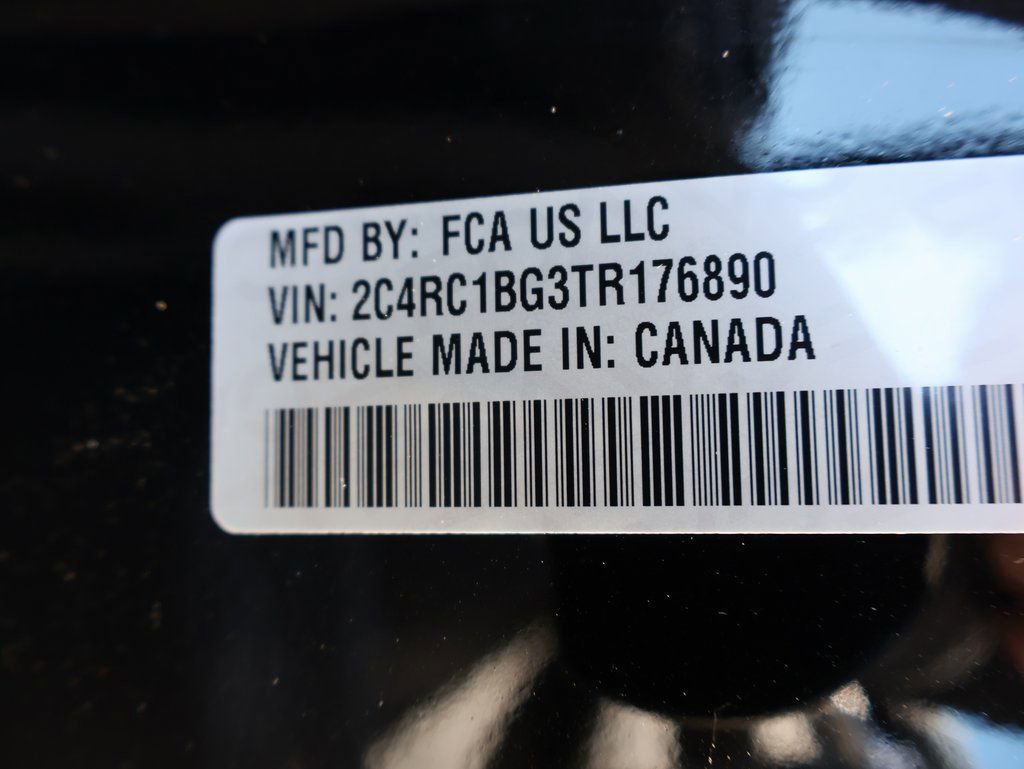 MFD BY: FCA US LLC
VIN: 2C4RC1BG3TR176890
VEHICLE MADE IN: CANADA